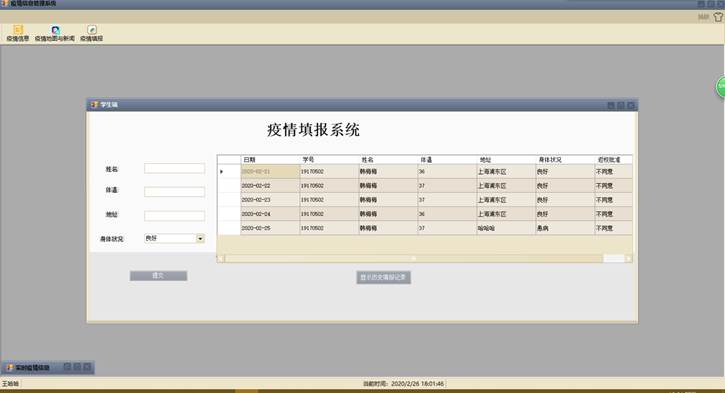 疫情信息管理系统
换肤
疫情信息 疫情地图与新闻 疫情填报
学生端
疫情填报系统
日期 学号 姓名 体温 地址 身体状况 返校批准
2020-02-21 19170502 韩梅梅 36 上海浦东区 良好 不同意
2020-02-22 19170502 韩梅梅 37 上海浦东区 良好 不同意
2020-02-23 19170502 韩梅梅 37 上海浦东区 良好 不同意
2020-02-24 19170502 韩梅梅 36 上海浦东区 良好 不同意
2020-02-25 19170502 韩梅梅 37 哈哈哈 患病 不同意
姓名:
体温:
地址:
身体状况: 良好
提交
显示历史填报记录
实时疫情信息
王哈哈
当前时间: 2020/2/26 18:01:46